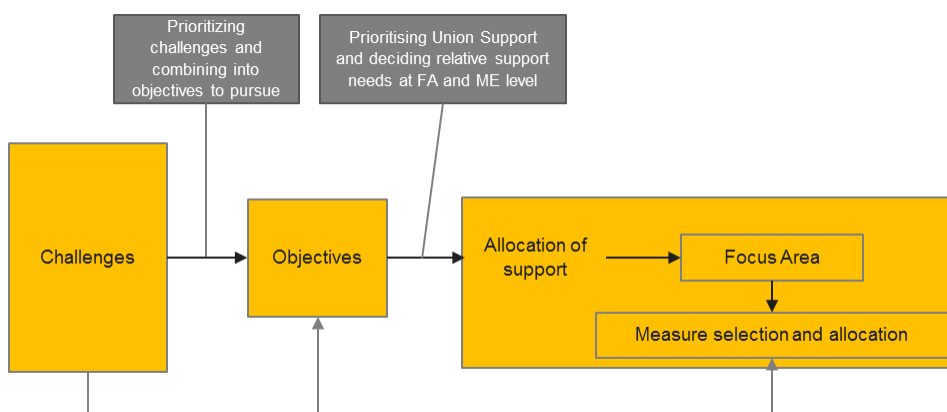 Prioritizing
challenges and
combining into
objectives to pursue
Prioritising Union Support
and deciding relative support
needs at FA and ME level
Challenges
Objectives
Allocation of
support
Focus Area
Measure selection and allocation